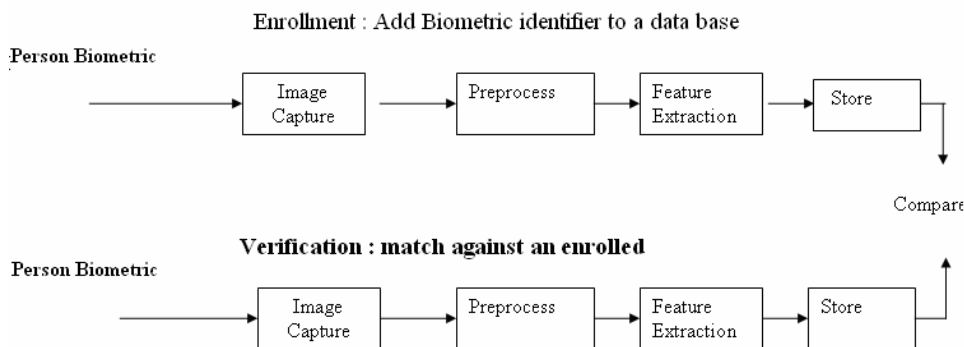 Enrollment : Add Biometric identifier to a data base
Person Biometric
Image
Capture
Preprocess
Feature
Extraction
Store
Compare
Verification : match against an enrolled
Person Biometric
Image
Capture
Preprocess
Feature
Extraction
Store